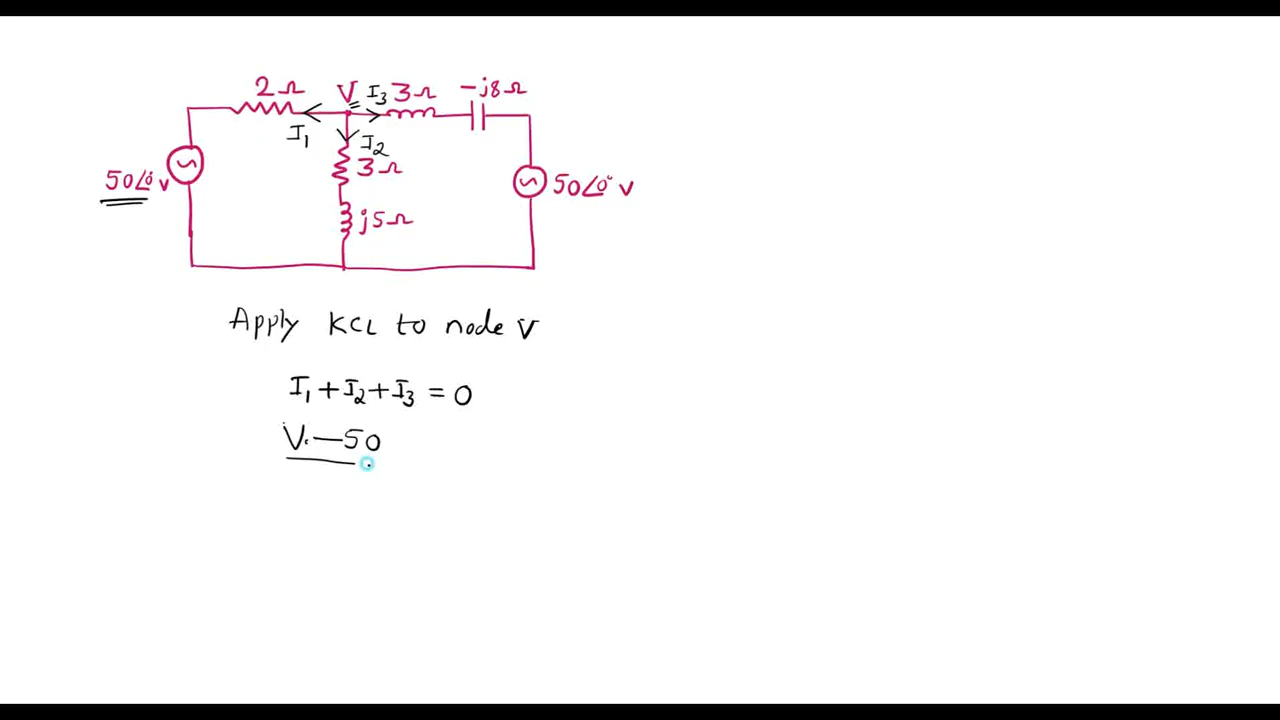 2Ω V I3 3Ω -j8Ω
I1 I2
3Ω
50∠0° v
50∠0° v
j5Ω
Apply KCL to node V
I1 + I2 + I3 = 0
V - 50